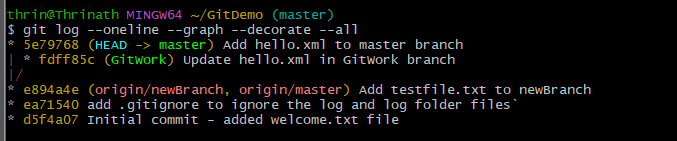 thrin@Thrinath MINGW64 ~/GitDemo (master)
$ git log --oneline --graph --decorate --all
* 5e79768 (HEAD -> master) Add hello.xml to master branch
| * fdff85c (GitWork) Update hello.xml in GitWork branch
|/
* e894a4e (origin/newBranch, origin/master) Add testfile.txt to newBranch
* ea71540 add .gitignore to ignore the log and log folder files`
* d5f4a07 Initial commit - added welcome.txt file